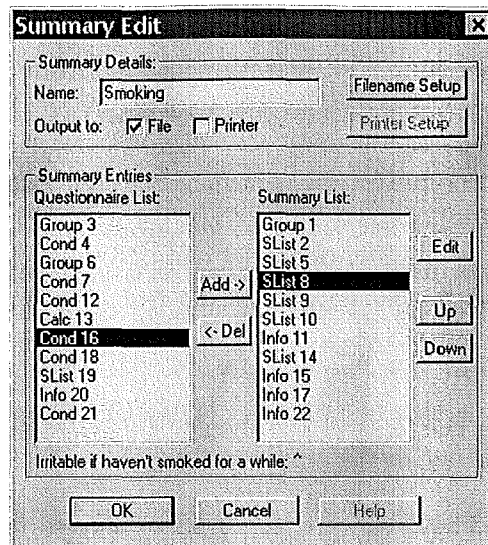 Summary Edit
Summary Details:
Name: Smoking
Filename Setup
Output to: File Printer
Printer Setup
Summary Entries
Questionnaire List:
Group 3
Cond 4
Group 6
Cond 7
Cond 12
Calc 13
Cond 16
Cond 18
SList 19
Info 20
Cond 21
Add ->
<- Del
Summary List:
Group 1
SList 2
SList 5
SList 8
SList 9
SList 10
Info 11
SList 14
Info 15
Info 17
Info 22
Edit
Up
Down
Irritable if haven't smoked for a while: ^
OK Cancel Help